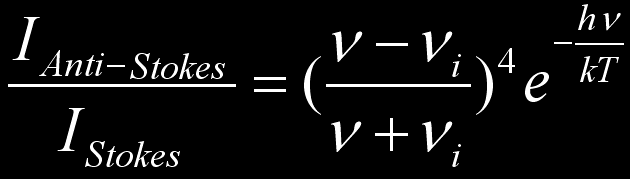 I_{Anti-Stokes} / I_{Stokes} = ((ν − ν_i) / (ν + ν_i))^4 e^{−hν/kT}